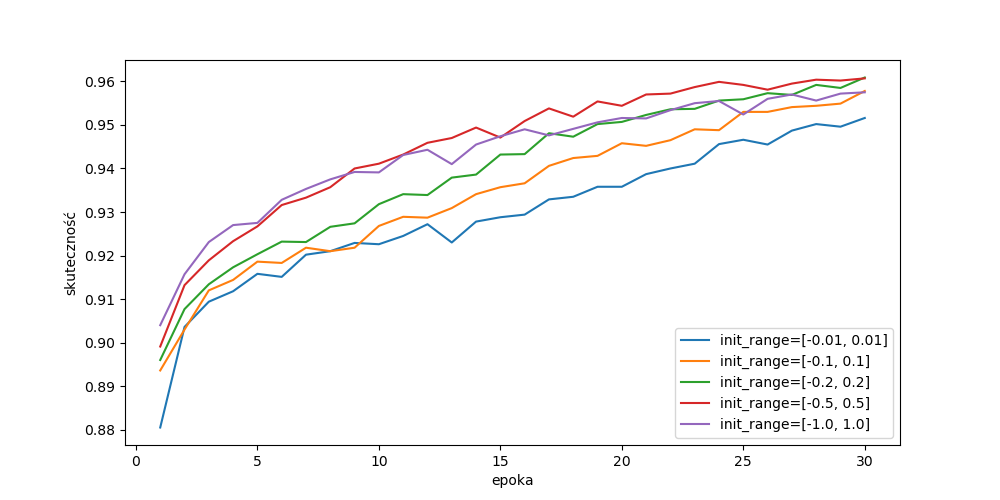 0.96
0.95
0.94
0.93
0.92
0.91
0.90
0.89
0.88
skuteczność
0 5 10 15 20 25 30
epoka
init_range=[-0.01, 0.01]
init_range=[-0.1, 0.1]
init_range=[-0.2, 0.2]
init_range=[-0.5, 0.5]
init_range=[-1.0, 1.0]